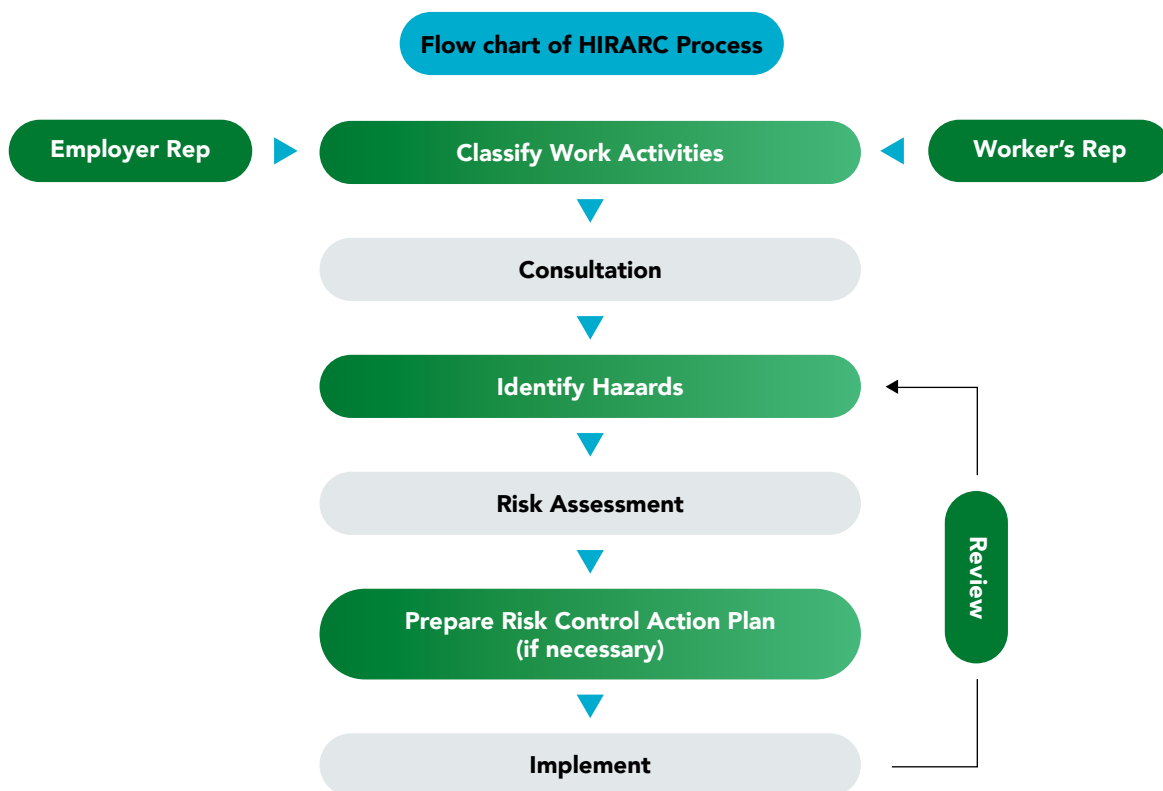 Flow chart of HIRARC Process
Employer Rep
Classify Work Activities
Worker's Rep
Consultation
Identify Hazards
Risk Assessment
Review
Prepare Risk Control Action Plan
(if necessary)
Implement